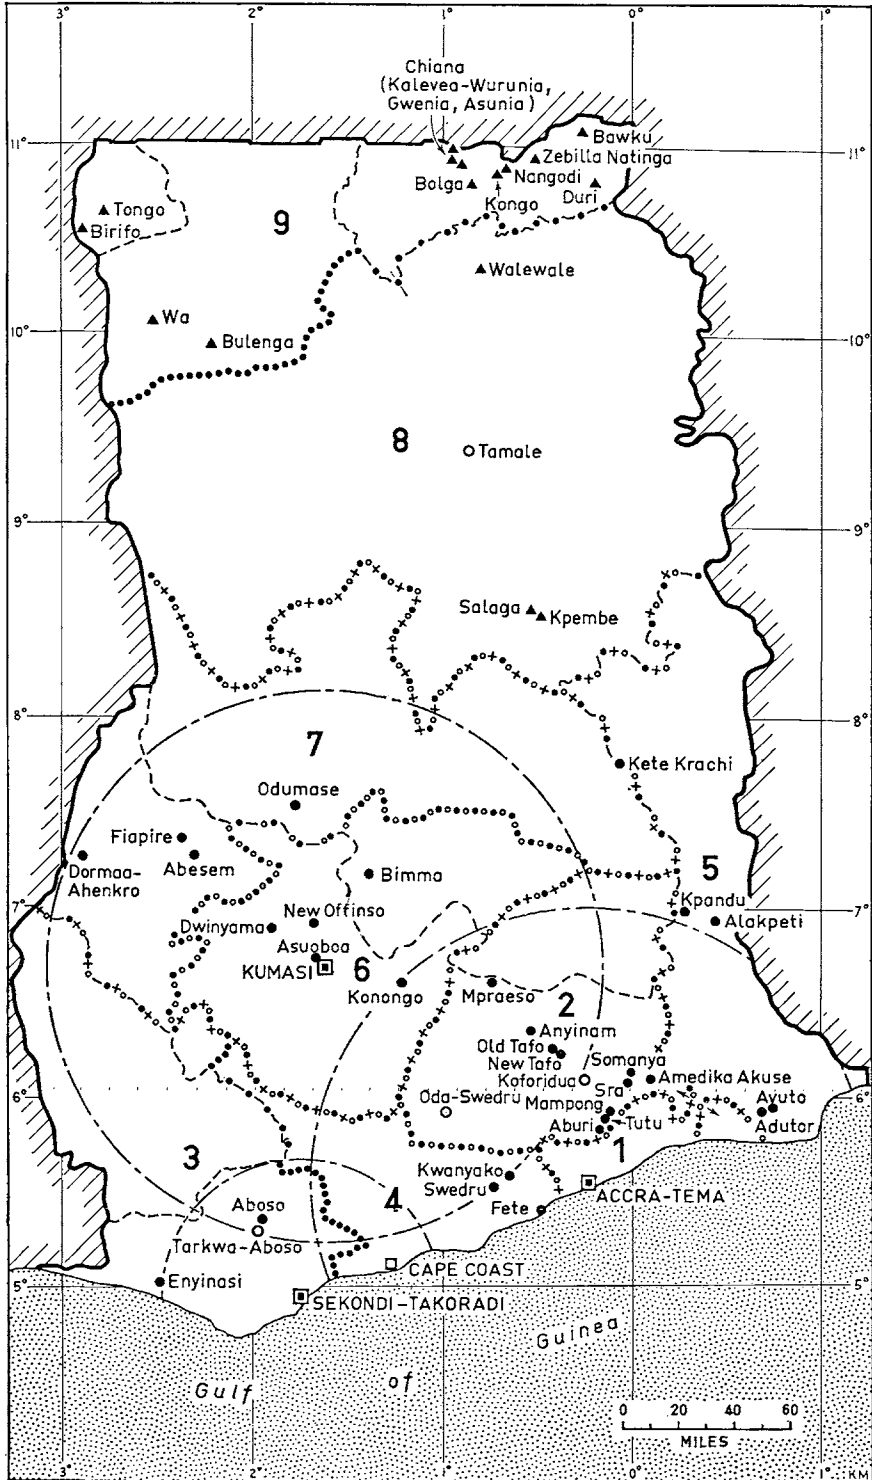 3° 2° 1° 0° 1°
Chiana
(Kalevea-Wurunia,
Gwenia, Asunia)
11°
11°
Bawku
Zebilla Natinga
Nangodi
Bolga
Kongo
Duri
Tongo
Birifo
9
Walewale
Wa
Bulenga
10°
10°
8
Tamale
9°
9°
Salaga
Kpembe
8°
8°
7
Kete Krachi
Odumase
Fiapire
Abesem
Dormaa-
Ahenkro
Bimma
5
Kpandu
Alakpeti
7°
7°
New Offinso
Dwinyama
Asuoboa
KUMASI
6
Konongo
Mpraeso
2
Anyinam
Old Tafo
New Tafo
Koforidua
Somanya
Sra
Amedika Akuse
6°
6°
Oda-Swedru
Mampong
Aburi
Tutu
Avuto
Adutor
1
3
Kwanyako
Swedru
ACCRA-TEMA
Fete
4
Aboso
Tarkwa-Aboso
CAPE COAST
Enyinasi
5°
5°
SEKONDI-TAKORADI
Gulf of Guinea
0 20 40 60
MILES
3° 2° 1° 0° 1°
KM